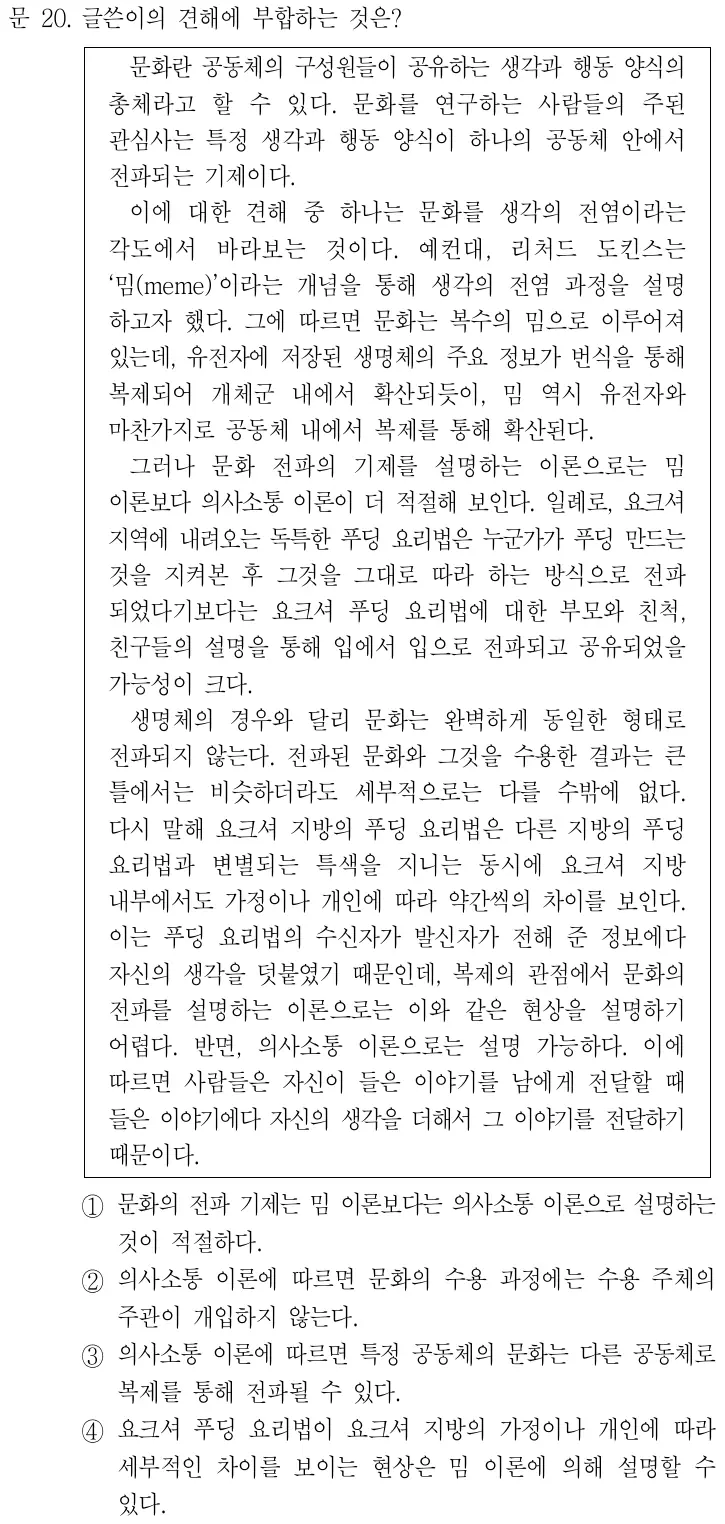 문 20. 글쓴이의 견해에 부합하는 것은?
문화란 공동체의 구성원들이 공유하는 생각과 행동 양식의
총체라고 할 수 있다. 문화를 연구하는 사람들의 주된
관심사는 특정 생각과 행동 양식이 하나의 공동체 안에서
전파되는 기제이다.
이에 대한 견해 중 하나는 문화를 생각의 전염이라는
각도에서 바라보는 것이다. 예컨대, 리처드 도킨스는
‘밈(meme)’이라는 개념을 통해 생각의 전염 과정을 설명
하고자 했다. 그에 따르면 문화는 복수의 밈으로 이루어져
있는데, 유전자에 저장된 생명체의 주요 정보가 번식을 통해
복제되어 개체군 내에서 확산되듯이, 밈 역시 유전자와
마찬가지로 공동체 내에서 복제를 통해 확산된다.
그러나 문화 전파의 기제를 설명하는 이론으로는 밈
이론보다 의사소통 이론이 더 적절해 보인다. 일례로, 요크셔
지역에 내려오는 독특한 푸딩 요리법은 누군가가 푸딩 만드는
것을 지켜본 후 그것을 그대로 따라 하는 방식으로 전파
되었다기보다는 요크셔 푸딩 요리법에 대한 부모와 친척,
친구들의 설명을 통해 입에서 입으로 전파되고 공유되었을
가능성이 크다.
생명체의 경우와 달리 문화는 완벽하게 동일한 형태로
전파되지 않는다. 전파된 문화와 그것을 수용한 결과는 큰
틀에서는 비슷하더라도 세부적으로는 다를 수밖에 없다.
다시 말해 요크셔 지방의 푸딩 요리법은 다른 지방의 푸딩
요리법과 변별되는 특색을 지니는 동시에 요크셔 지방
내부에서도 가정이나 개인에 따라 약간씩의 차이를 보인다.
이는 푸딩 요리법의 수신자가 발신자가 전해 준 정보에다
자신의 생각을 덧붙였기 때문인데, 복제의 관점에서 문화의
전파를 설명하는 이론으로는 이와 같은 현상을 설명하기
어렵다. 반면, 의사소통 이론으로는 설명 가능하다. 이에
따르면 사람들은 자신이 들은 이야기를 남에게 전달할 때
들은 이야기에다 자신의 생각을 더해서 그 이야기를 전달하기
때문이다.
① 문화의 전파 기제는 밈 이론보다는 의사소통 이론으로 설명하는
것이 적절하다.
② 의사소통 이론에 따르면 문화의 수용 과정에는 수용 주체의
주관이 개입하지 않는다.
③ 의사소통 이론에 따르면 특정 공동체의 문화는 다른 공동체로
복제를 통해 전파될 수 있다.
④ 요크셔 푸딩 요리법이 요크셔 지방의 가정이나 개인에 따라
세부적인 차이를 보이는 현상은 밈 이론에 의해 설명할 수
있다.